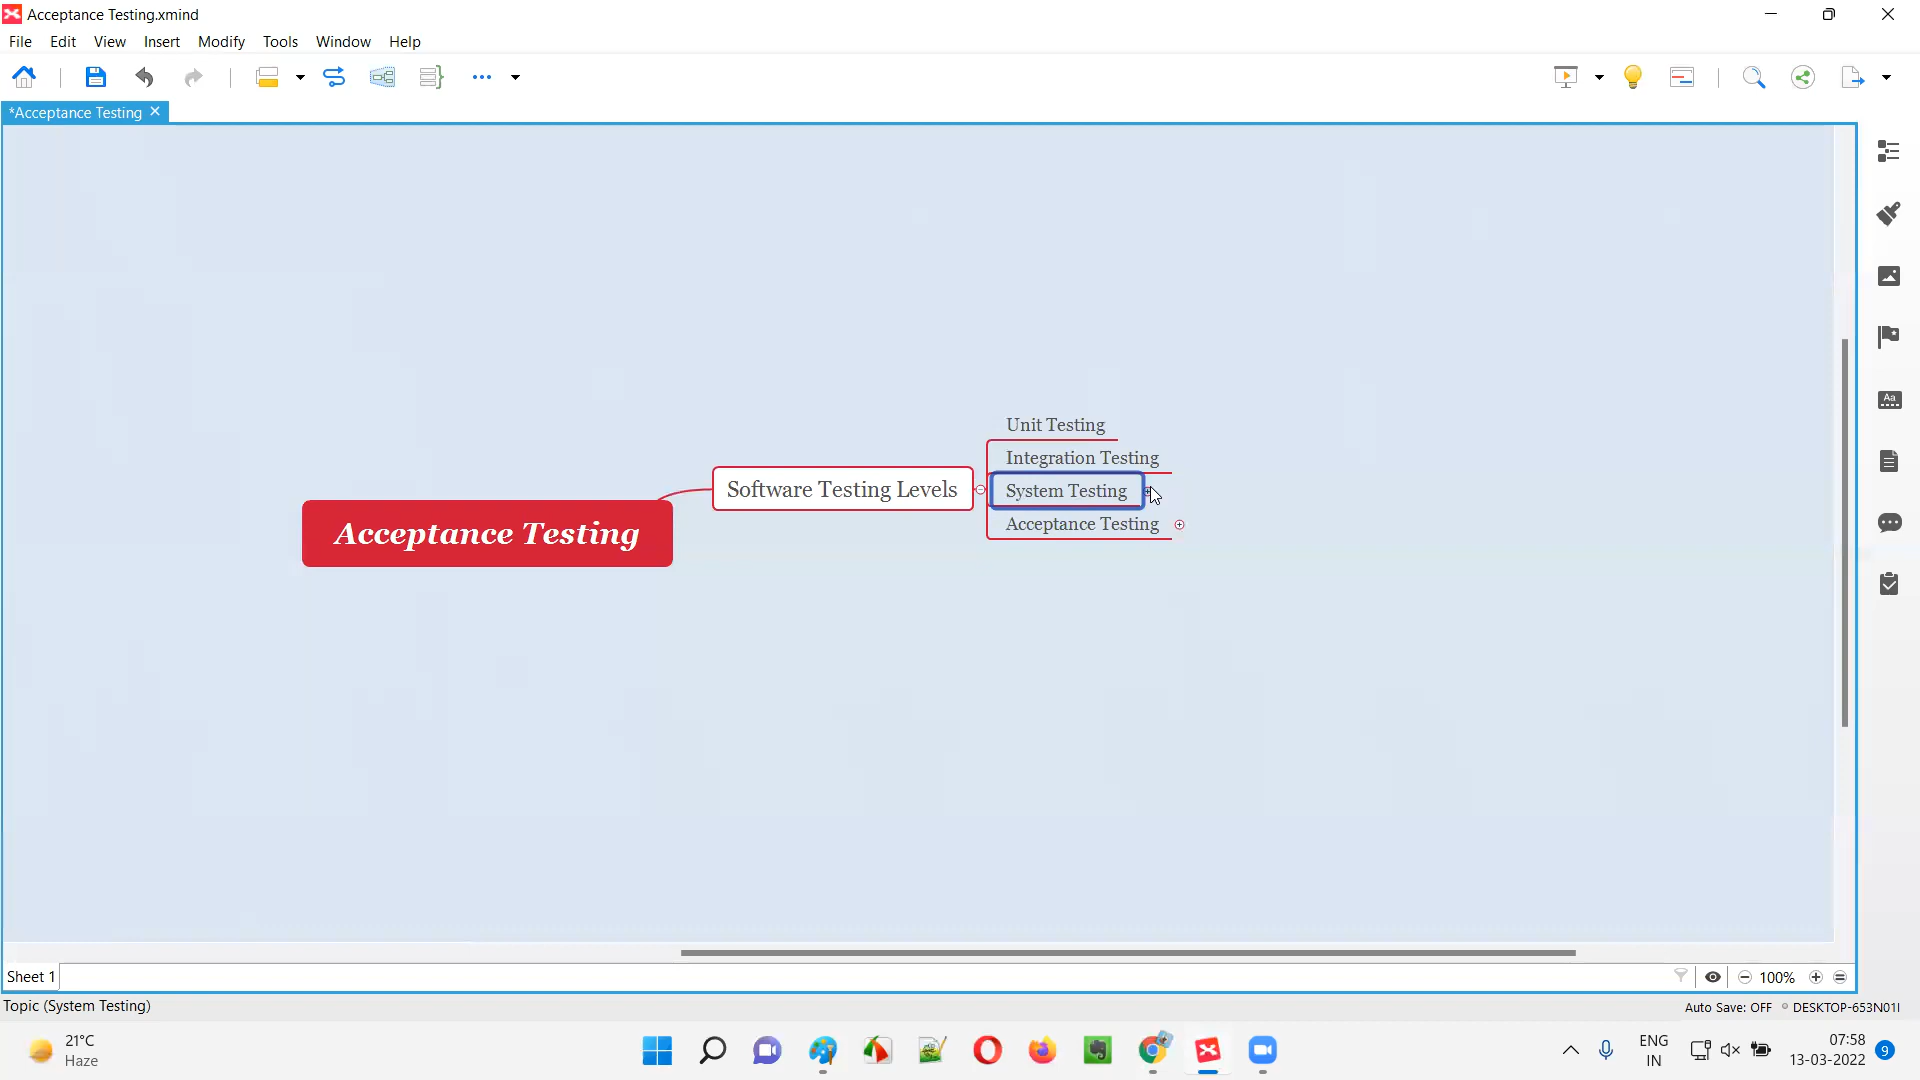 Acceptance Testing.xmind
File Edit View Insert Modify Tools Window Help
*Acceptance Testing
Unit Testing
Integration Testing
Software Testing Levels
System Testing
Acceptance Testing
Acceptance Testing
Aa
Sheet 1
100%
Topic (System Testing)
Auto Save: OFF
DESKTOP-653N01I
21°C
Haze
ENG
IN
07:58
13-03-2022
9